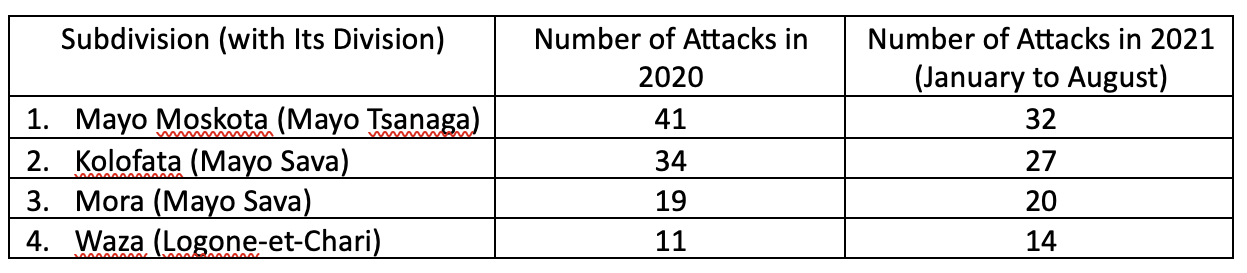 Subdivision (with Its Division) Number of Attacks in 2020 Number of Attacks in 2021 (January to August)
1. Mayo Moskota (Mayo Tsanaga) 41 32
2. Kolofata (Mayo Sava) 34 27
3. Mora (Mayo Sava) 19 20
4. Waza (Logone-et-Chari) 11 14